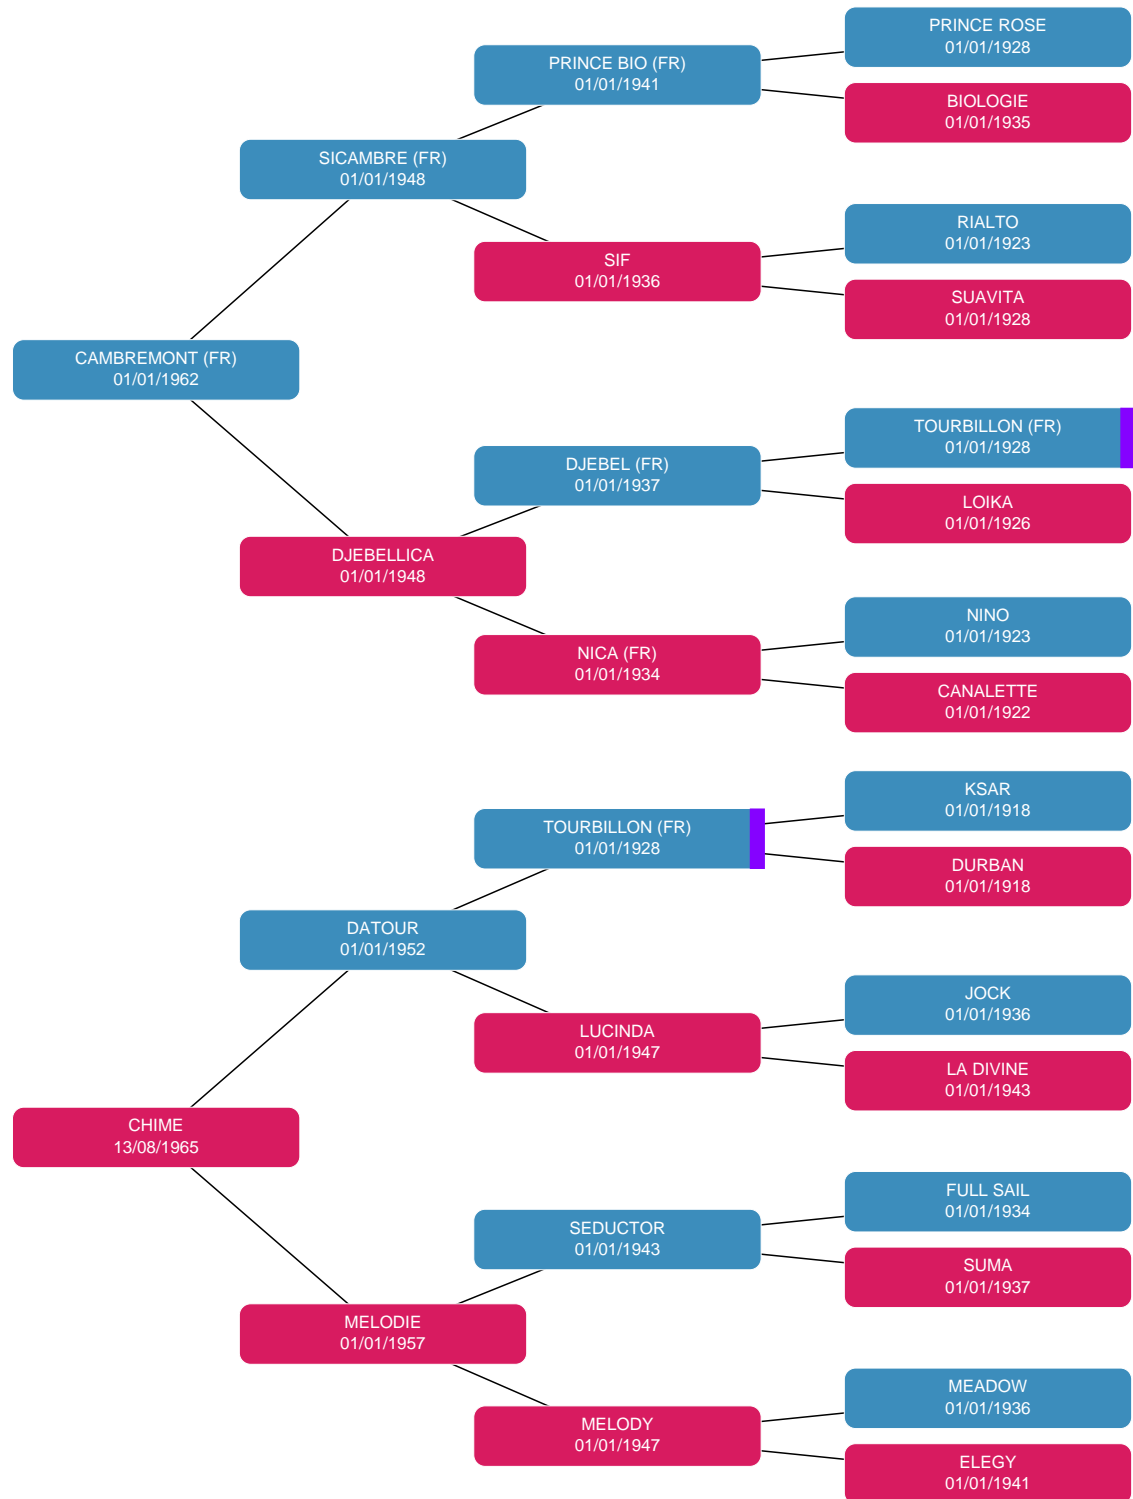 PRINCE ROSE
01/01/1928
PRINCE BIO (FR)
01/01/1941
BIOLOGIE
01/01/1935
SICAMBRE (FR)
01/01/1948
RIALTO
01/01/1923
SIF
01/01/1936
SUAVITA
01/01/1928
CAMBREMONT (FR)
01/01/1962
TOURBILLON (FR)
01/01/1928
DJEBEL (FR)
01/01/1937
LOIKA
01/01/1926
DJEBELLICA
01/01/1948
NINO
01/01/1923
NICA (FR)
01/01/1934
CANALETTE
01/01/1922
KSAR
01/01/1918
TOURBILLON (FR)
01/01/1928
DURBAN
01/01/1918
DATOUR
01/01/1952
JOCK
01/01/1936
LUCINDA
01/01/1947
LA DIVINE
01/01/1943
CHIME
13/08/1965
FULL SAIL
01/01/1934
SEDUCTOR
01/01/1943
SUMA
01/01/1937
MELODIE
01/01/1957
MEADOW
01/01/1936
MELODY
01/01/1947
ELEGY
01/01/1941